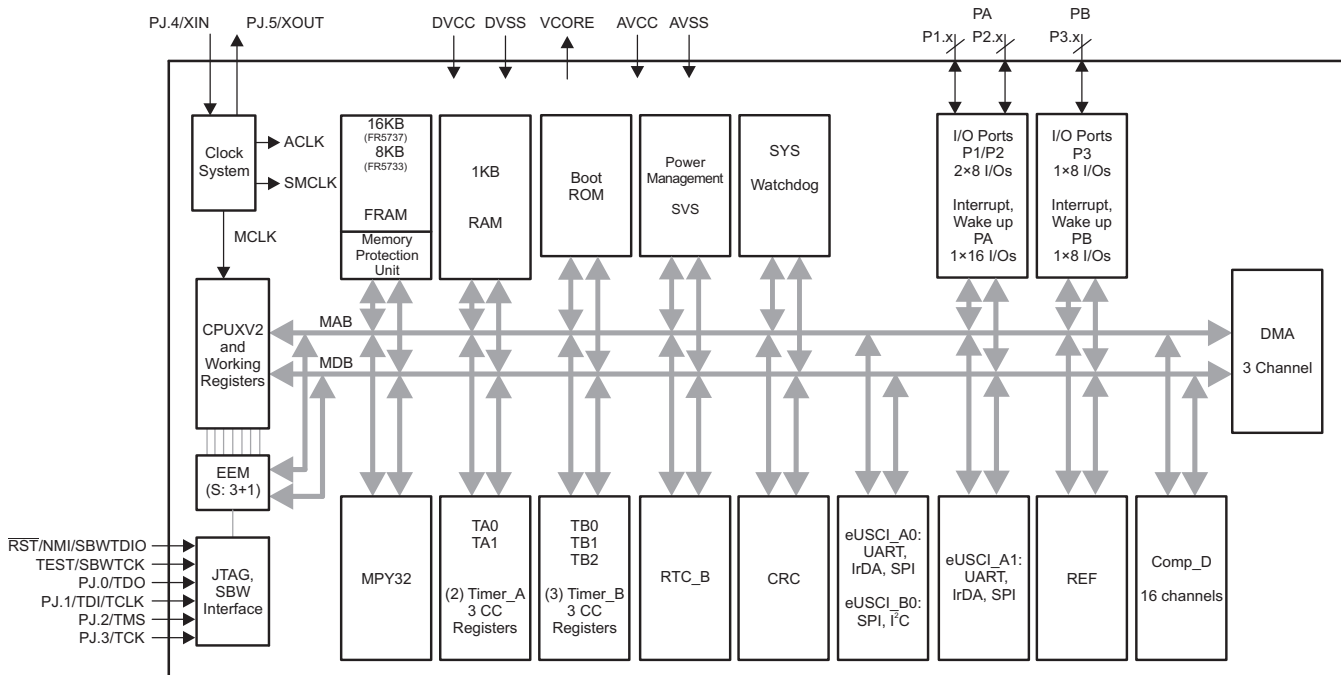 PJ.4/XIN
PJ.5/XOUT
DVCC
DVSS
VCORE
AVCC
AVSS
PA
P1.x
P2.x
PB
P3.x
Clock
System
ACLK
SMCLK
MCLK
16KB
(FR5737)
8KB
(FR5733)
FRAM
Memory
Protection
Unit
1KB
RAM
Boot
ROM
Power
Management
SVS
SYS
Watchdog
I/O Ports
P1/P2
2×8 I/Os
Interrupt,
Wake up
PA
1×16 I/Os
I/O Ports
P3
1×8 I/Os
Interrupt,
Wake up
PB
1×8 I/Os
CPUXV2
and
Working
Registers
MAB
MDB
DMA
3 Channel
EEM
(S: 3+1)
RST/NMI/SBWTDIO
TEST/SBWTCK
PJ.0/TDO
PJ.1/TDI/TCLK
PJ.2/TMS
PJ.3/TCK
JTAG,
SBW
Interface
MPY32
TA0
TA1
(2) Timer_A
3 CC
Registers
TB0
TB1
TB2
(3) Timer_B
3 CC
Registers
RTC_B
CRC
eUSCI_A0:
UART,
IrDA, SPI
eUSCI_B0:
SPI, I²C
eUSCI_A1:
UART,
IrDA, SPI
REF
Comp_D
16 channels